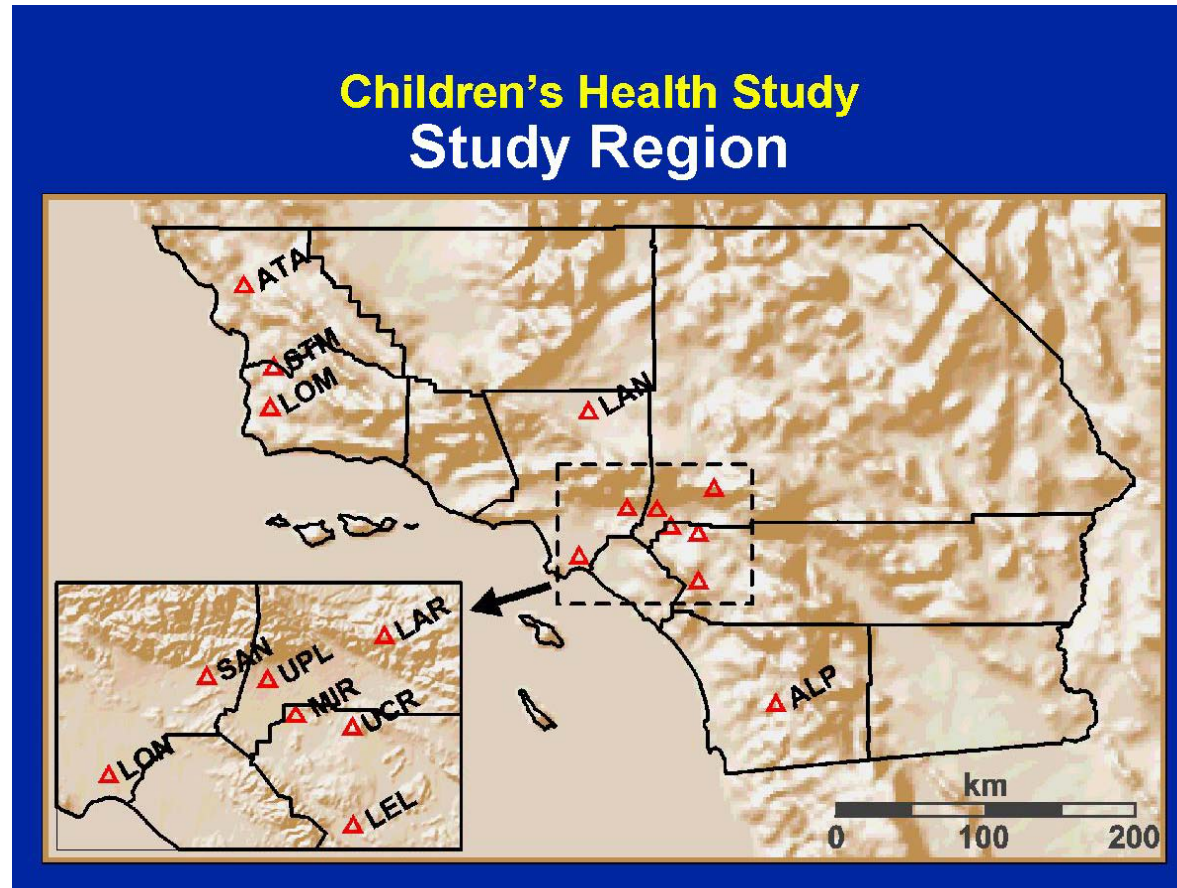 Children's Health Study
Study Region
ATA
STM
LOM
LAN
LAR
SAN
UPL
MIR
UCR
LON
LEL
ALP
km
0 100 200